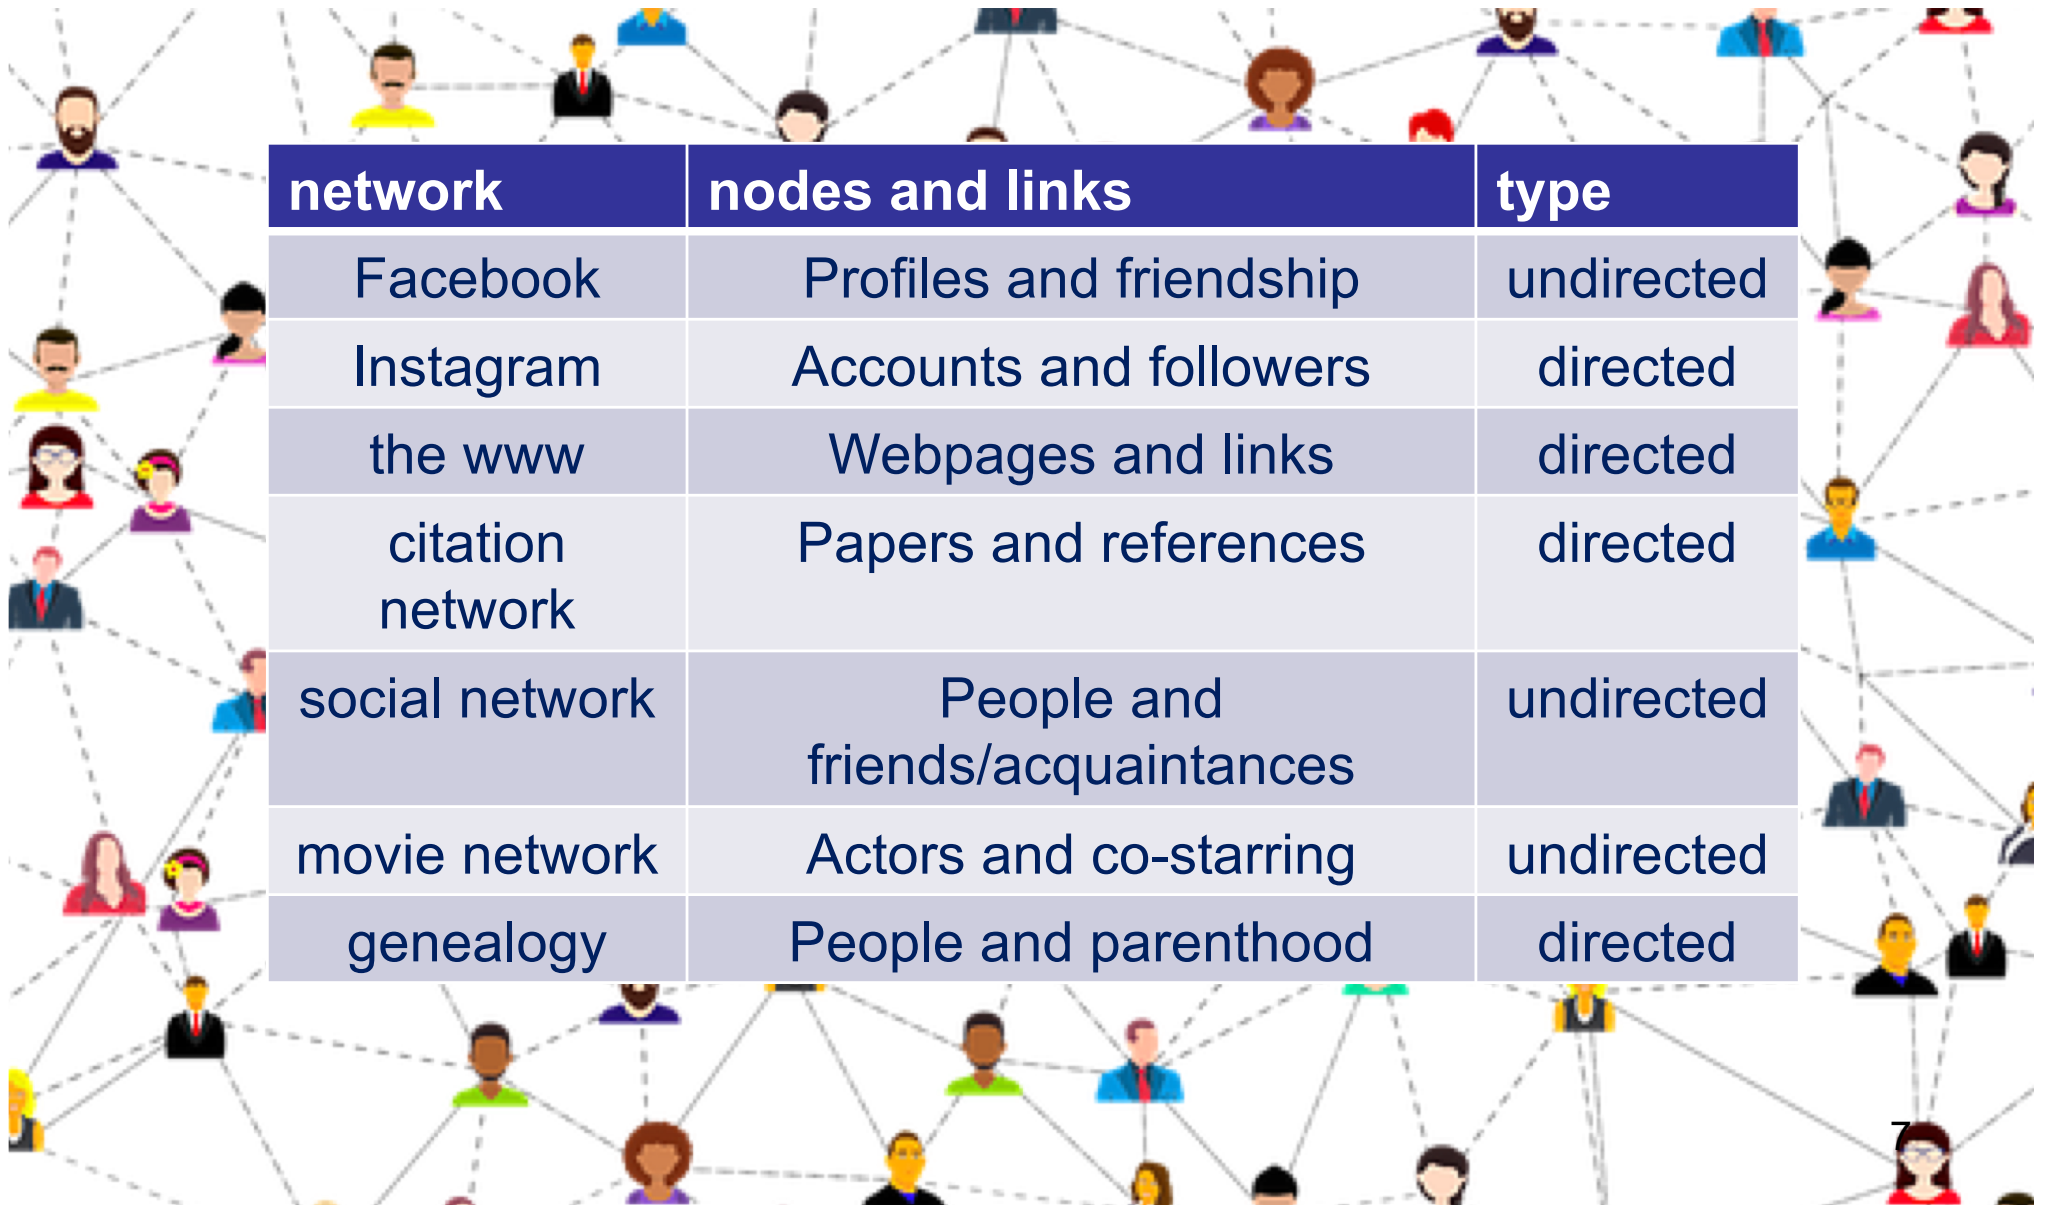 network nodes and links type
Facebook Profiles and friendship undirected
Instagram Accounts and followers directed
the www Webpages and links directed
citation Papers and references directed
network
social network People and undirected
friends/acquaintances
movie network Actors and co-starring undirected
genealogy People and parenthood directed
7